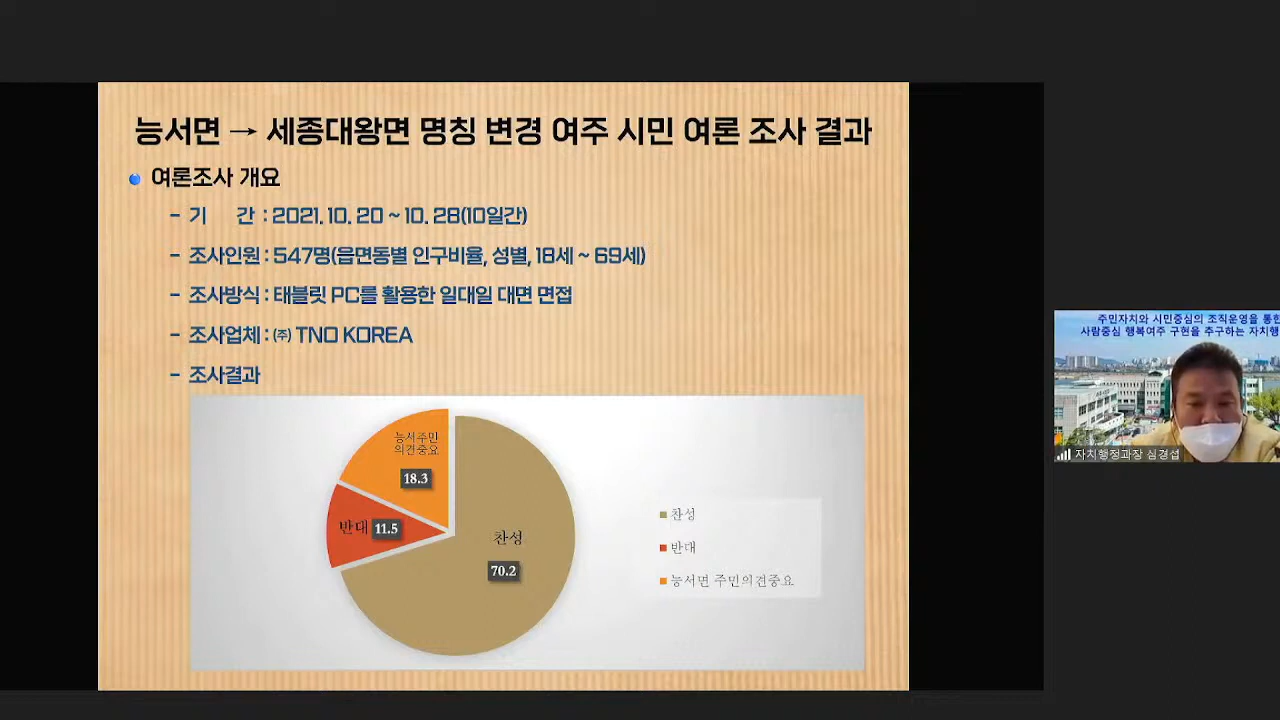 능서면 → 세종대왕면 명칭 변경 여주 시민 여론 조사 결과
여론조사 개요
- 기 간 : 2021. 10. 20 ~ 10. 28(10일간)
- 조사인원 : 547명(읍면동별 인구비율, 성별, 18세 ~ 69세)
- 조사방식 : 태블릿 PC를 활용한 일대일 대면 면접
- 조사업체 : ㈜ TNO KOREA
- 조사결과
능서주민
의견중요
18.3
반대 11.5
찬성
70.2
찬성
반대
능서면 주민의견중요
주민자치와 시민중심의 조직운영을 통한
사람중심 행복여주 구현을 추구하는 자치행
자치행정과장 심경섭